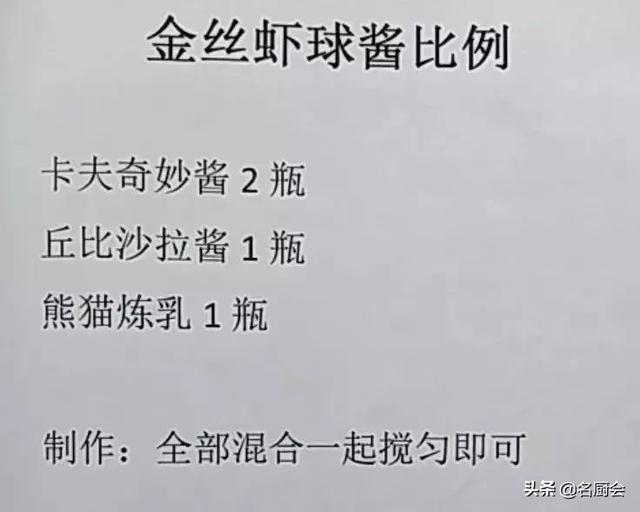 金丝虾球酱比例
卡夫奇妙酱 2 瓶
丘比沙拉酱 1 瓶
熊猫炼乳 1 瓶
制作：全部混合一起搅匀即可
头条 @名厨会